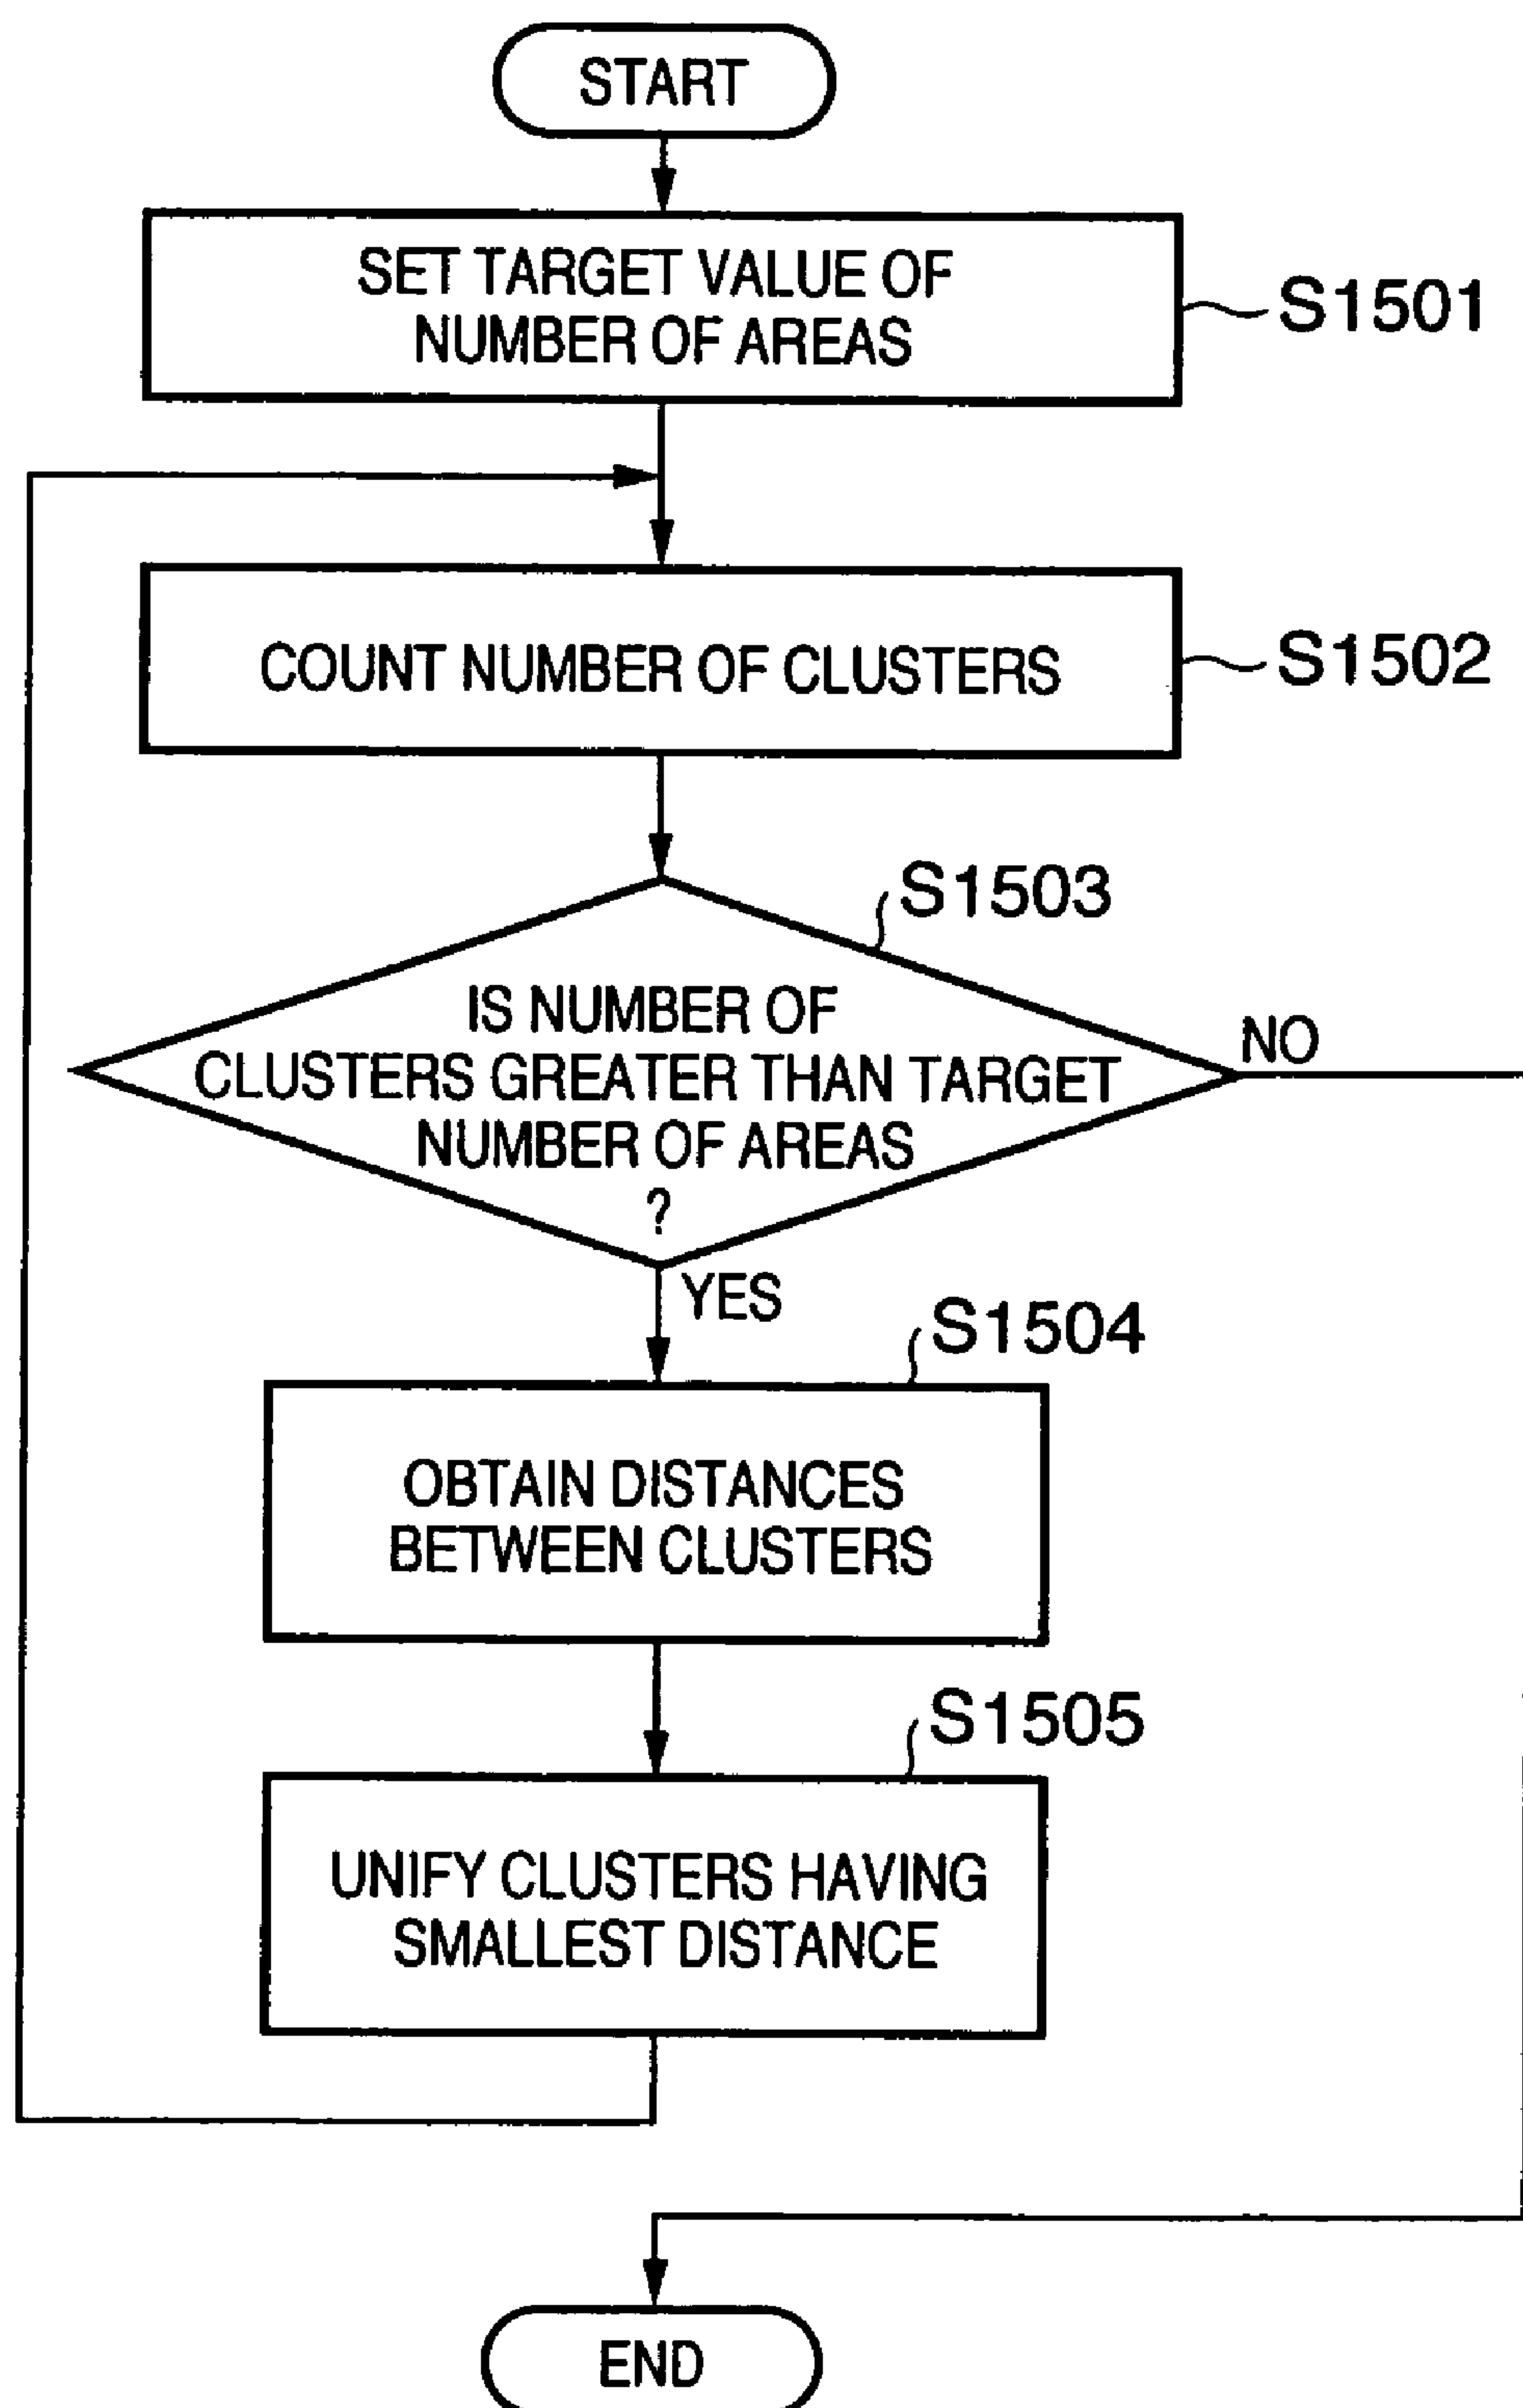 START
SET TARGET VALUE OF
NUMBER OF AREAS
S1501
COUNT NUMBER OF CLUSTERS
S1502
S1503
IS NUMBER OF
CLUSTERS GREATER THAN TARGET
NUMBER OF AREAS
?
NO
YES
S1504
OBTAIN DISTANCES
BETWEEN CLUSTERS
S1505
UNIFY CLUSTERS HAVING
SMALLEST DISTANCE
END